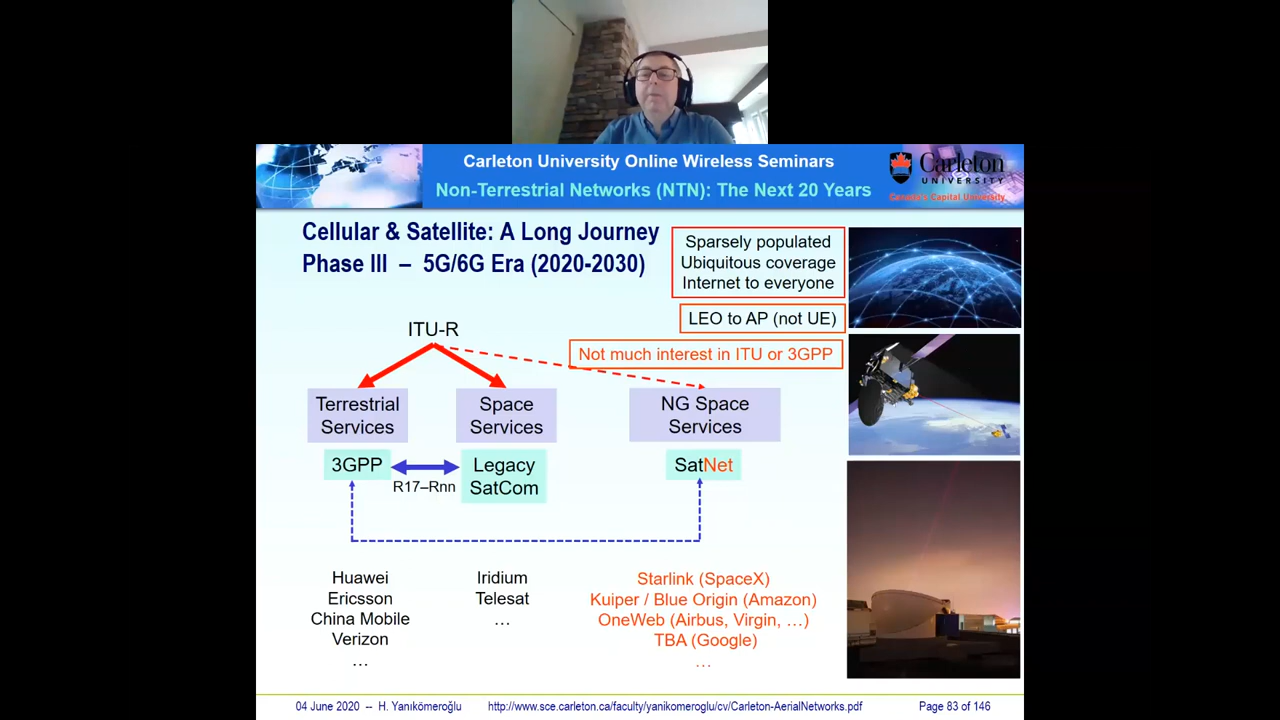 Carleton University Online Wireless Seminars
Non-Terrestrial Networks (NTN): The Next 20 Years
Carleton
UNIVERSITY
Canada's Capital University
Cellular & Satellite: A Long Journey
Phase III – 5G/6G Era (2020-2030)
Sparsely populated
Ubiquitous coverage
Internet to everyone
LEO to AP (not UE)
Not much interest in ITU or 3GPP
ITU-R
Terrestrial
Services
Space
Services
NG Space
Services
3GPP
R17–Rnn
Legacy
SatCom
SatNet
Huawei
Ericsson
China Mobile
Verizon
…
Iridium
Telesat
…
Starlink (SpaceX)
Kuiper / Blue Origin (Amazon)
OneWeb (Airbus, Virgin, …)
TBA (Google)
…
04 June 2020 -- H. Yanıkömeroğlu
http://www.sce.carleton.ca/faculty/yanikomeroglu/cv/Carleton-AerialNetworks.pdf
Page 83 of 146